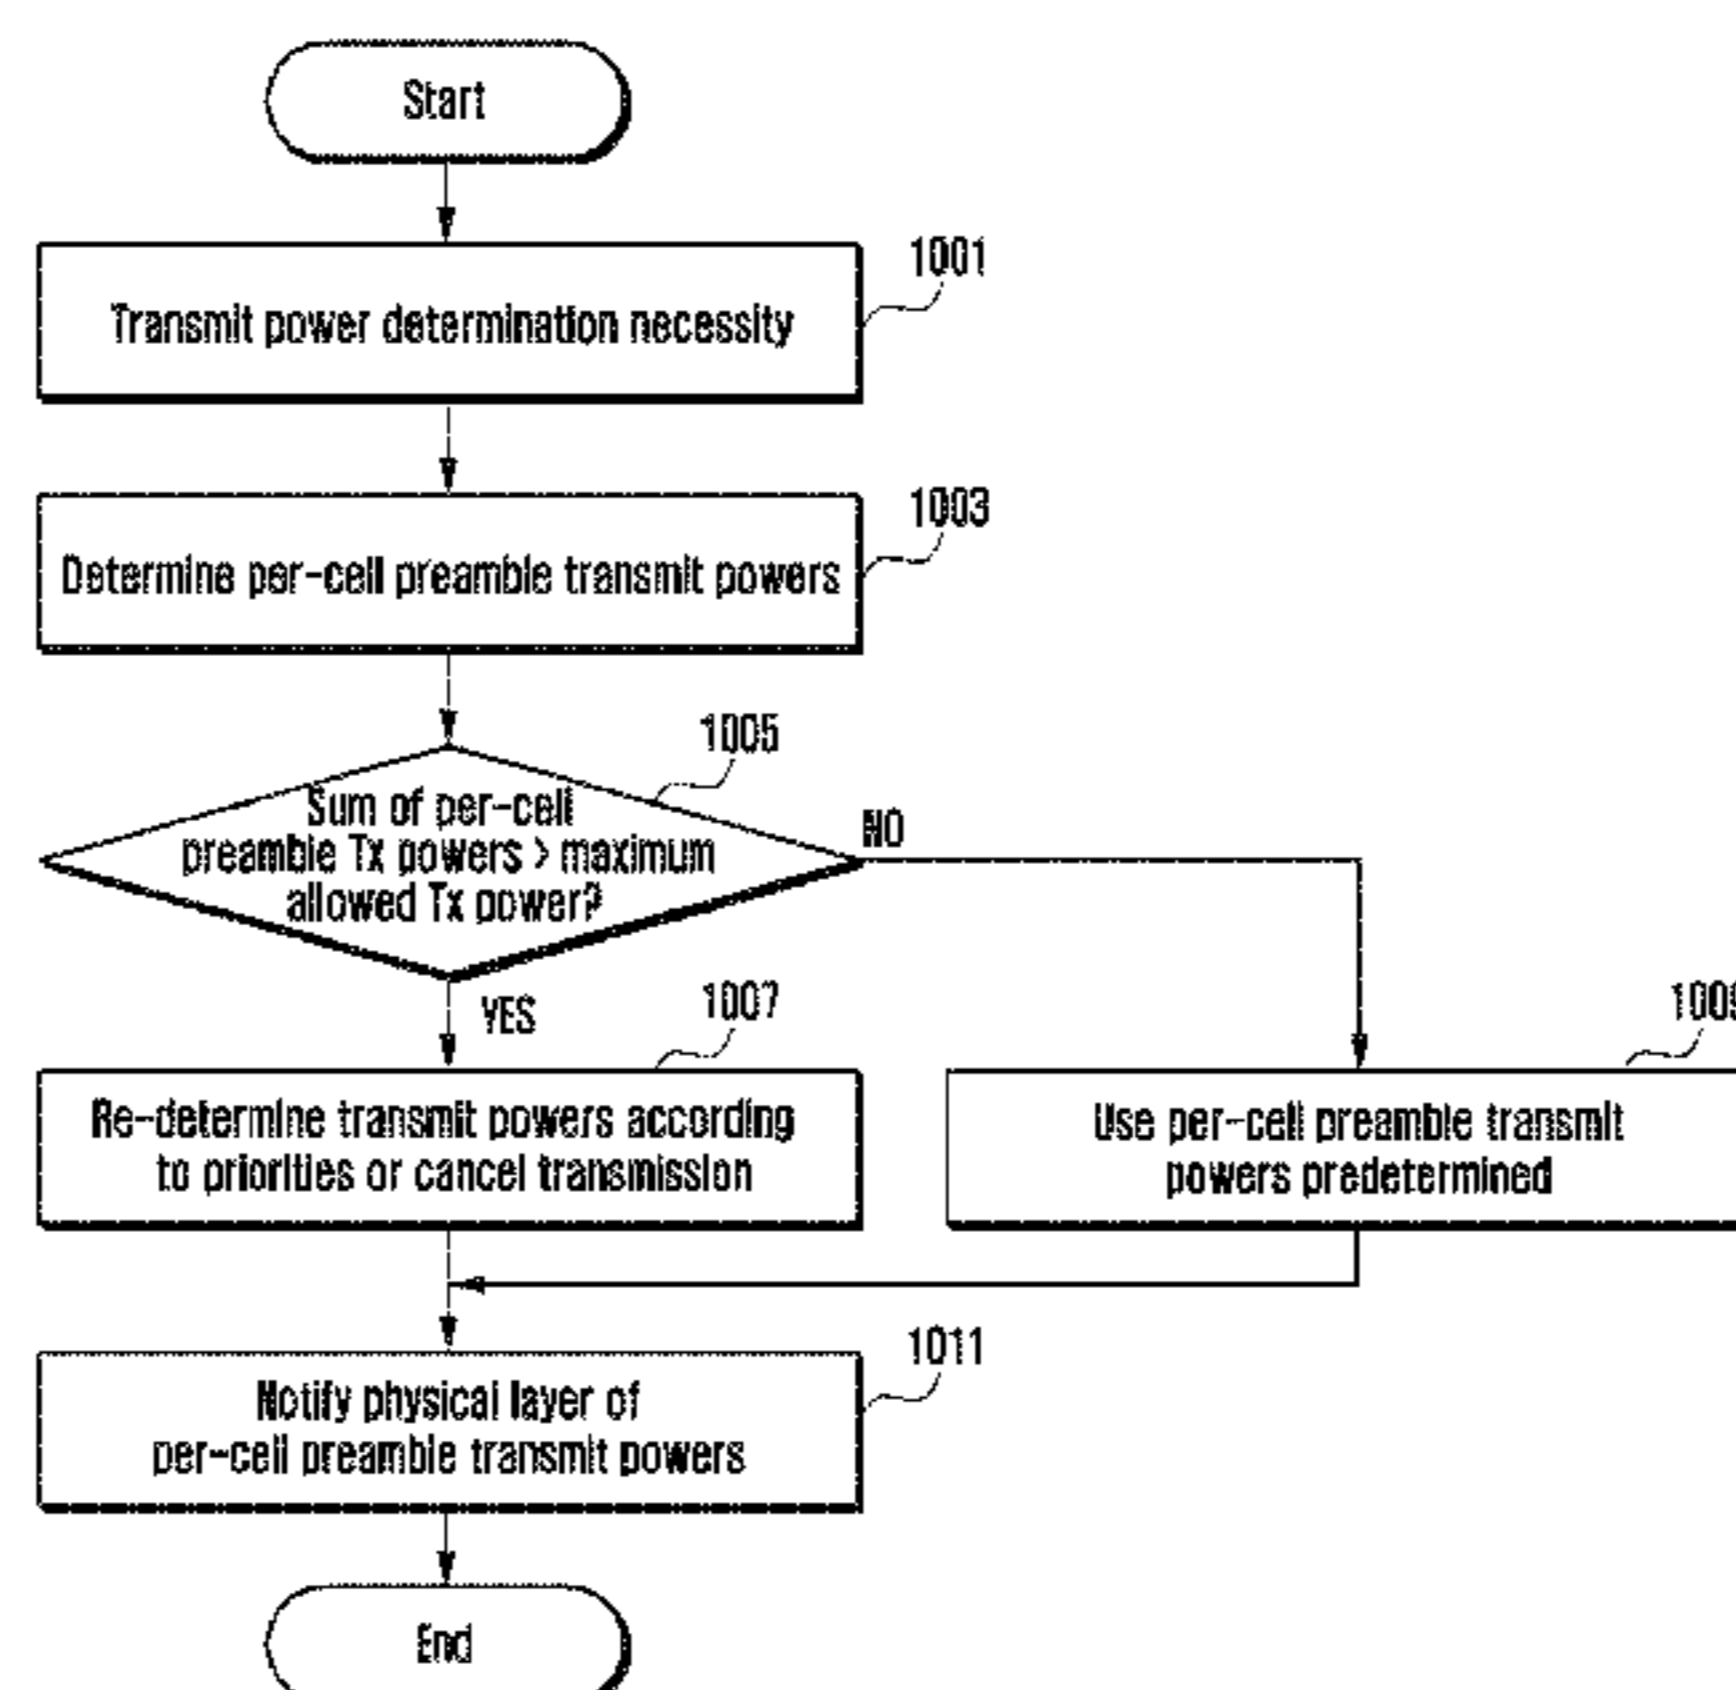 Start
1001
Transmit power determination necessity
1003
Determine per-cell preamble transmit powers
1005
Sum of per-cell
preamble Tx powers > maximum
allowed Tx power?
NO
YES
1007
Re-determine transmit powers according
to priorities or cancel transmission
1009
Use per-cell preamble transmit
powers predetermined
1011
Notify physical layer of
per-cell preamble transmit powers
End